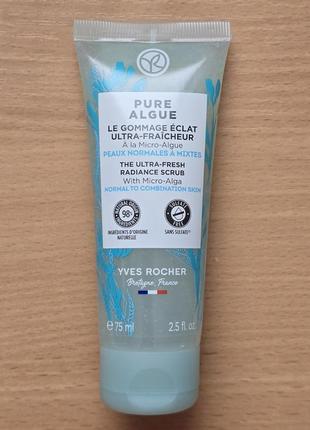 PURE
ALGUE
LE GOMMAGE ÉCLAT
ULTRA-FRAÎCHEUR
À la Micro-Algue
PEAUX NORMALES À MIXTES
THE ULTRA-FRESH
RADIANCE SCRUB
With Micro-Alga
NORMAL TO COMBINATION SKIN
98%
INGRÉDIENTS D'ORIGINE
NATURELLE
SULFATE
FREE
SANS SULFATE
YVES ROCHER
Bretagne, France
e 75 ml 2.5 fl. oz.